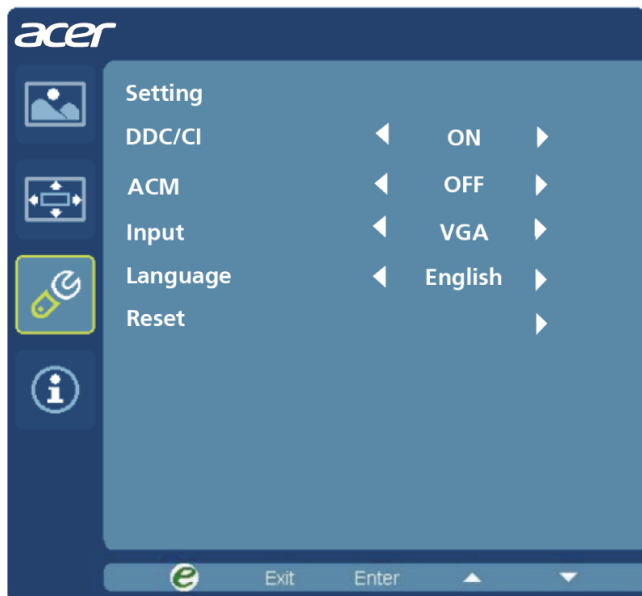 acer
Setting
DDC/CI ON
ACM OFF
Input VGA
Language English
Reset
e Exit Enter